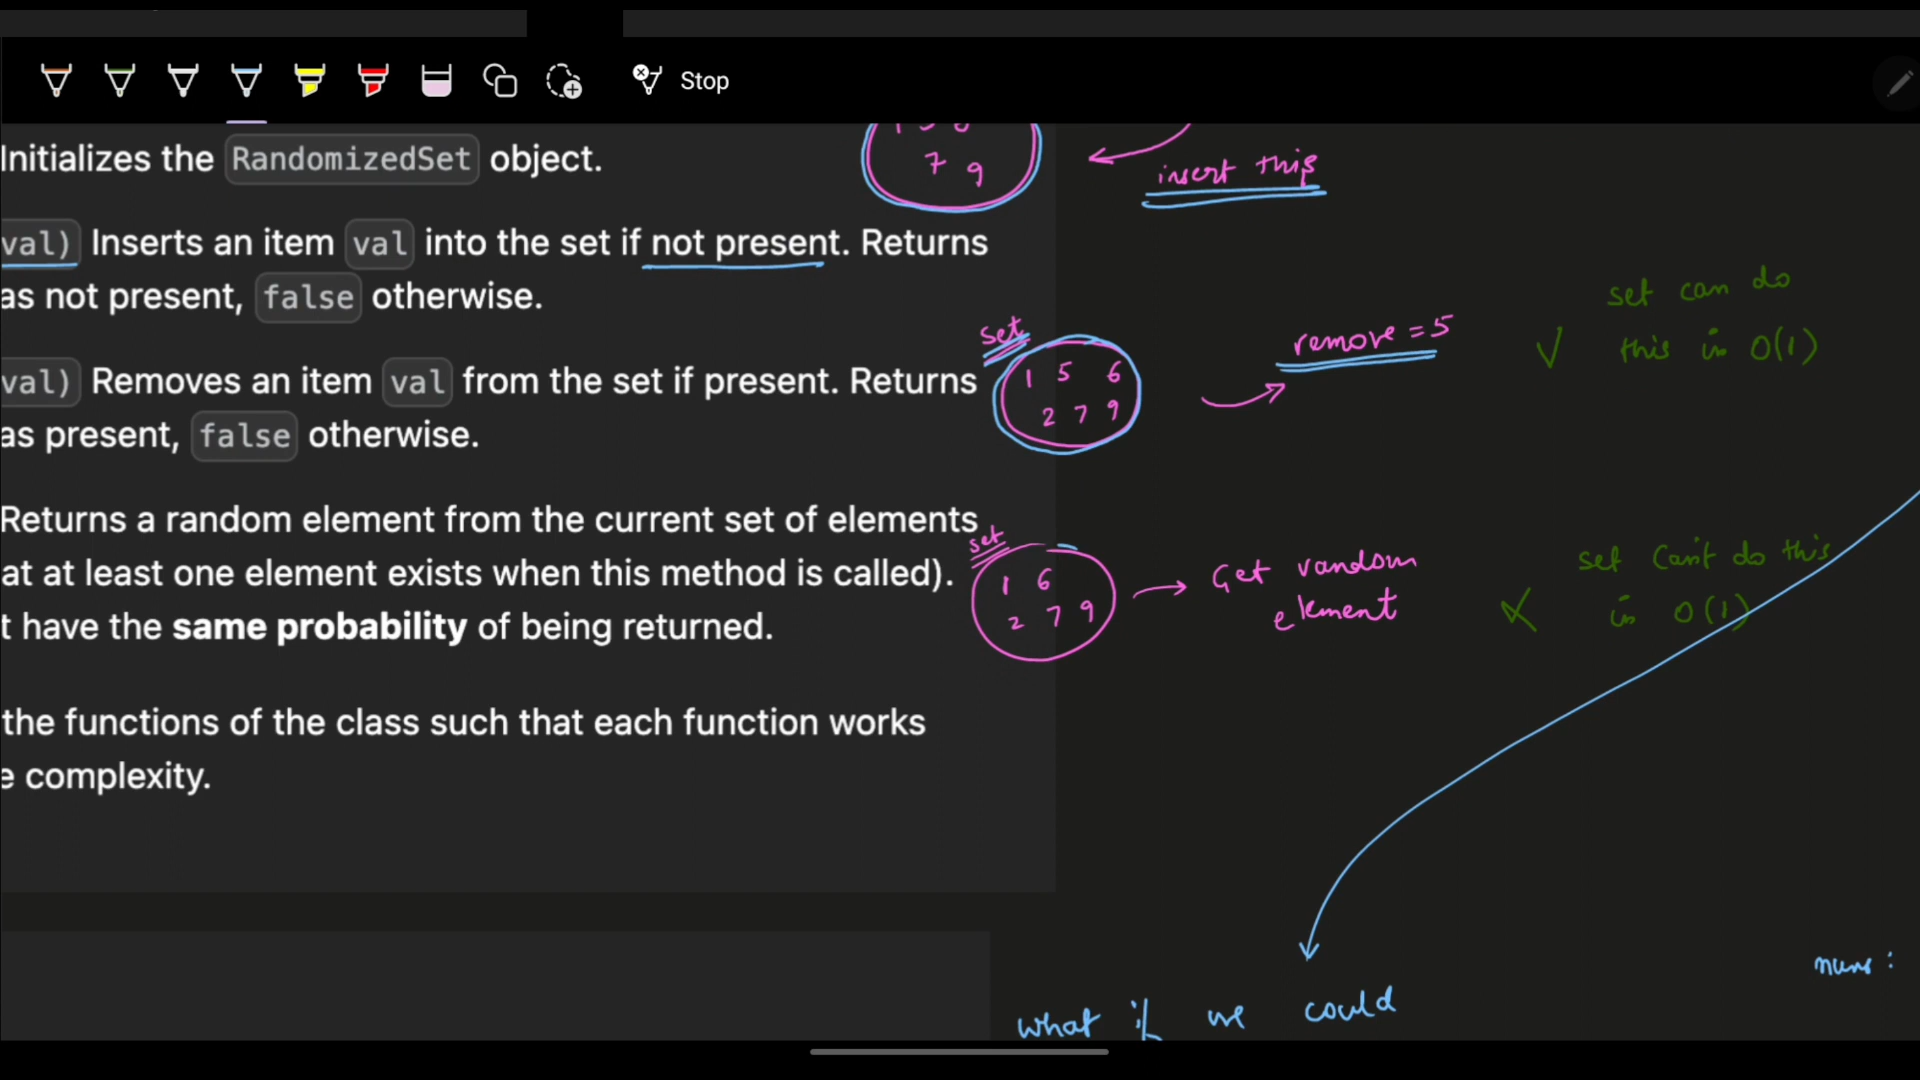 Stop
Initializes the RandomizedSet object.
7 9
insert this
val) Inserts an item val into the set if not present. Returns
as not present, false otherwise.
set can do
this in O(1)
set
1 5 6
2 7 9
remove = 5
val) Removes an item val from the set if present. Returns
as present, false otherwise.
Returns a random element from the current set of elements
at at least one element exists when this method is called).
t have the same probability of being returned.
set
1 6
2 7 9
Get random
element
set Can't do this
in O(1)
the functions of the class such that each function works
e complexity.
nums :
what if we could